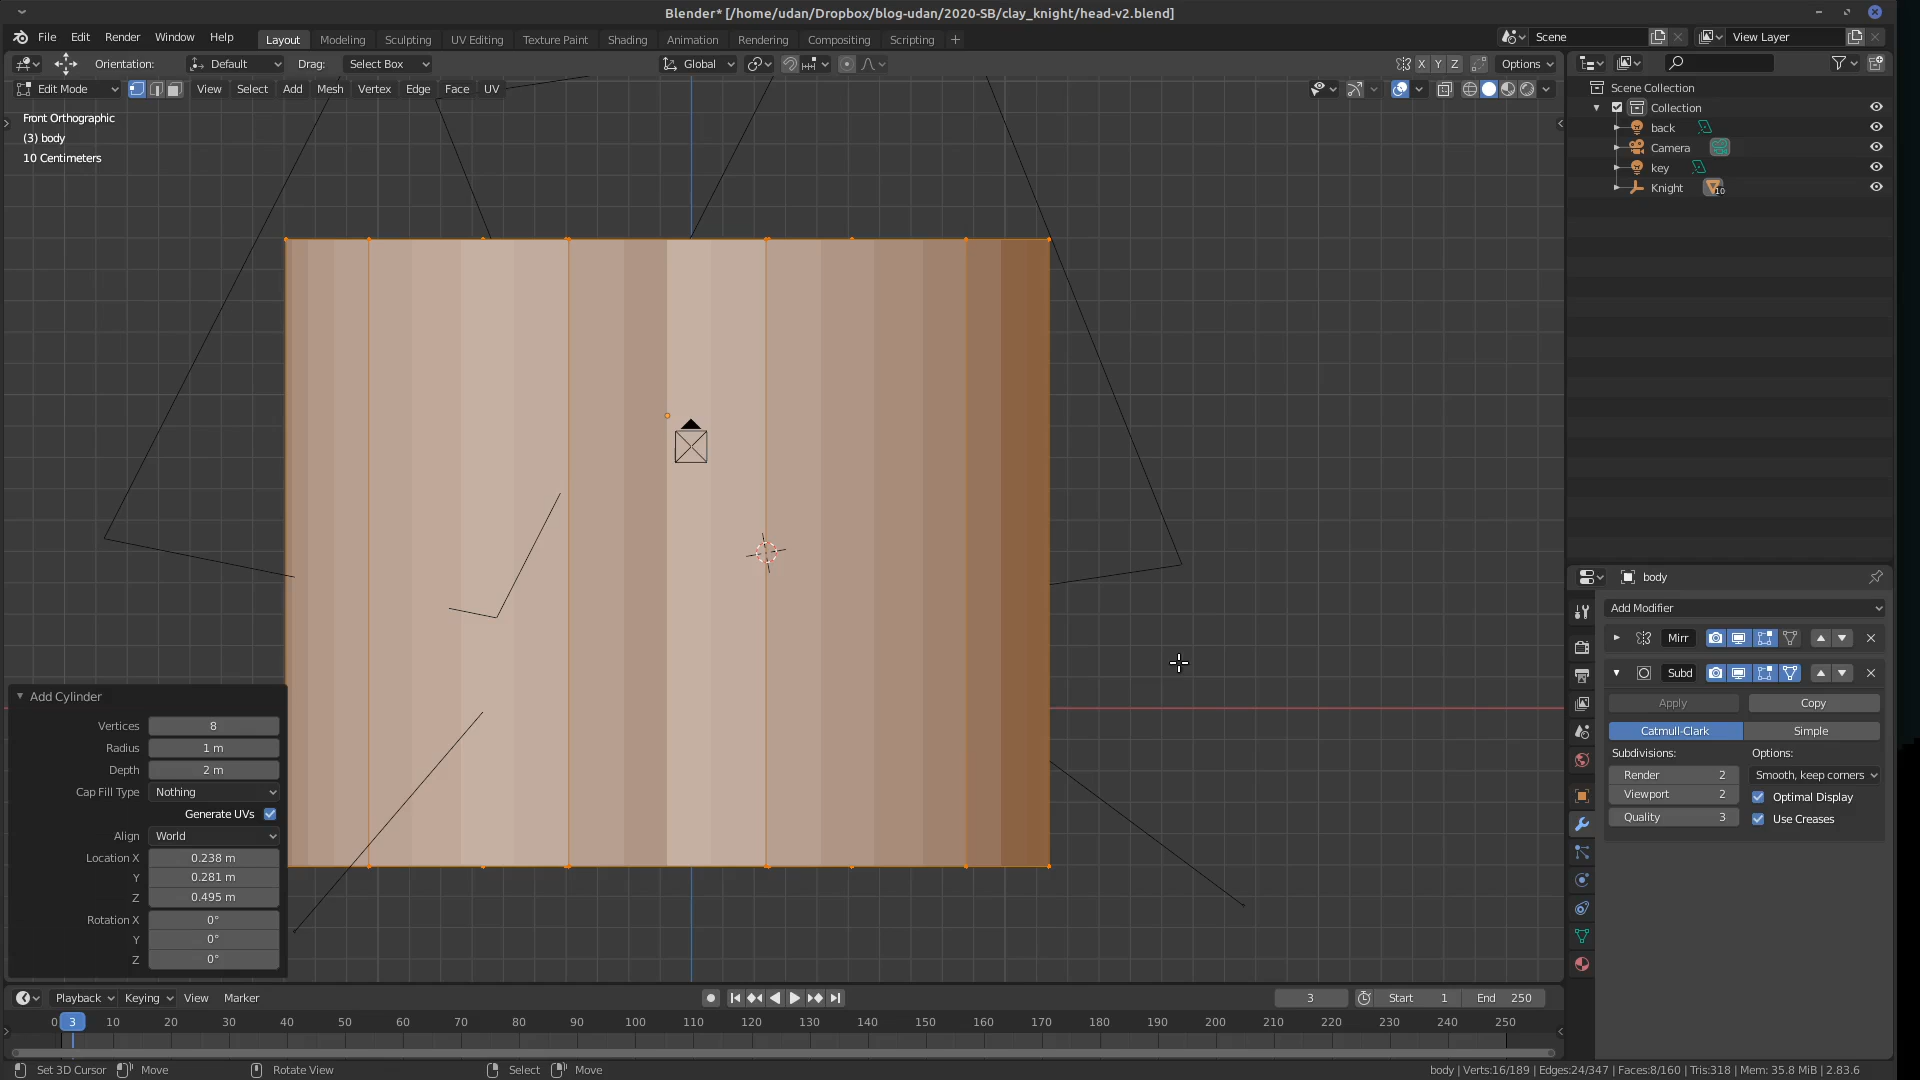 Blender* [/home/udan/Dropbox/blog-udan/2020-SB/clay_knight/head-v2.blend]
File Edit Render Window Help Layout Modeling Sculpting UV Editing Texture Paint Shading Animation Rendering Compositing Scripting + Scene View Layer
Orientation: Default Drag: Select Box Global X Y Z Options
Edit Mode View Select Add Mesh Vertex Edge Face UV
Front Orthographic
(3) body
10 Centimeters
Scene Collection
Collection
back
Camera
key
Knight 10
body
Add Modifier
Mirr
Subd
Apply Copy
Catmull-Clark Simple
Subdivisions: Options:
Render 2 Smooth, keep corners
Viewport 2 Optimal Display
Quality 3 Use Creases
Add Cylinder
Vertices 8
Radius 1 m
Depth 2 m
Cap Fill Type Nothing
Generate UVs
Align World
Location X 0.238 m
Y 0.281 m
Z 0.495 m
Rotation X 0°
Y 0°
Z 0°
Playback Keying View Marker 3 Start 1 End 250
0 3 10 20 30 40 50 60 70 80 90 100 110 120 130 140 150 160 170 180 190 200 210 220 230 240 250
Set 3D Cursor Move Rotate View Select Move body | Verts:16/189 | Edges:24/347 | Faces:8/160 | Tris:318 | Mem: 35.8 MiB | 2.83.6